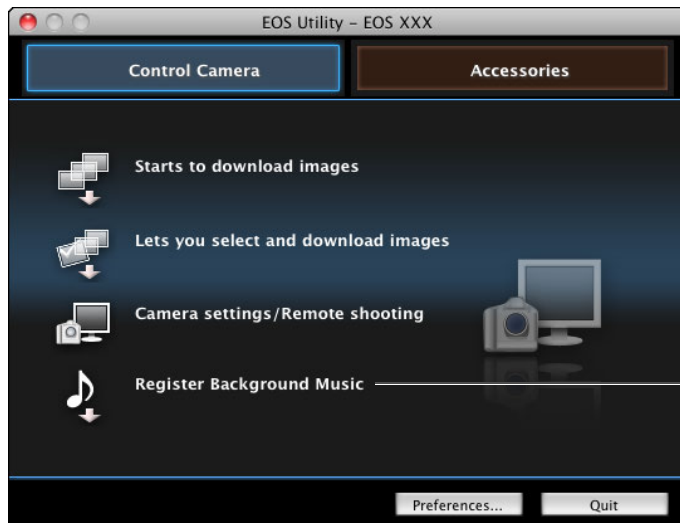 EOS Utility – EOS XXX
Control Camera
Accessories
Starts to download images
Lets you select and download images
Camera settings/Remote shooting
Register Background Music
Preferences...
Quit